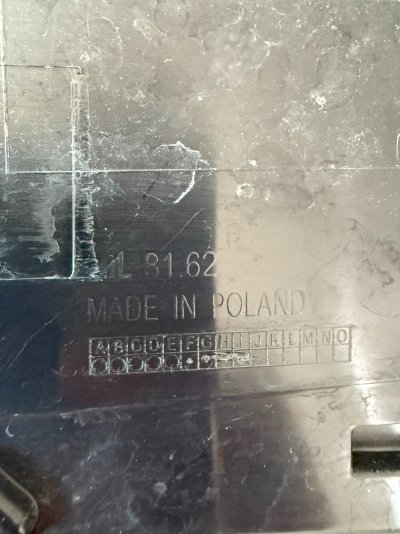 81.62
MADE IN POLAND
A B C D E F G H I J K L M N O